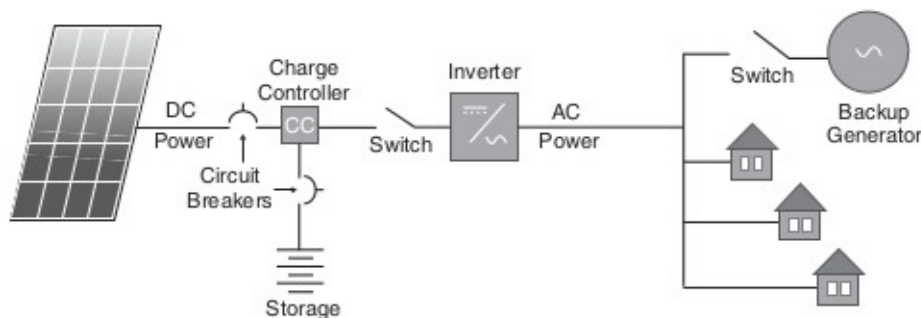 DC
Power
Circuit
Breakers
Charge
Controller
CC
Storage
Switch
Inverter
AC
Power
Switch
Backup
Generator